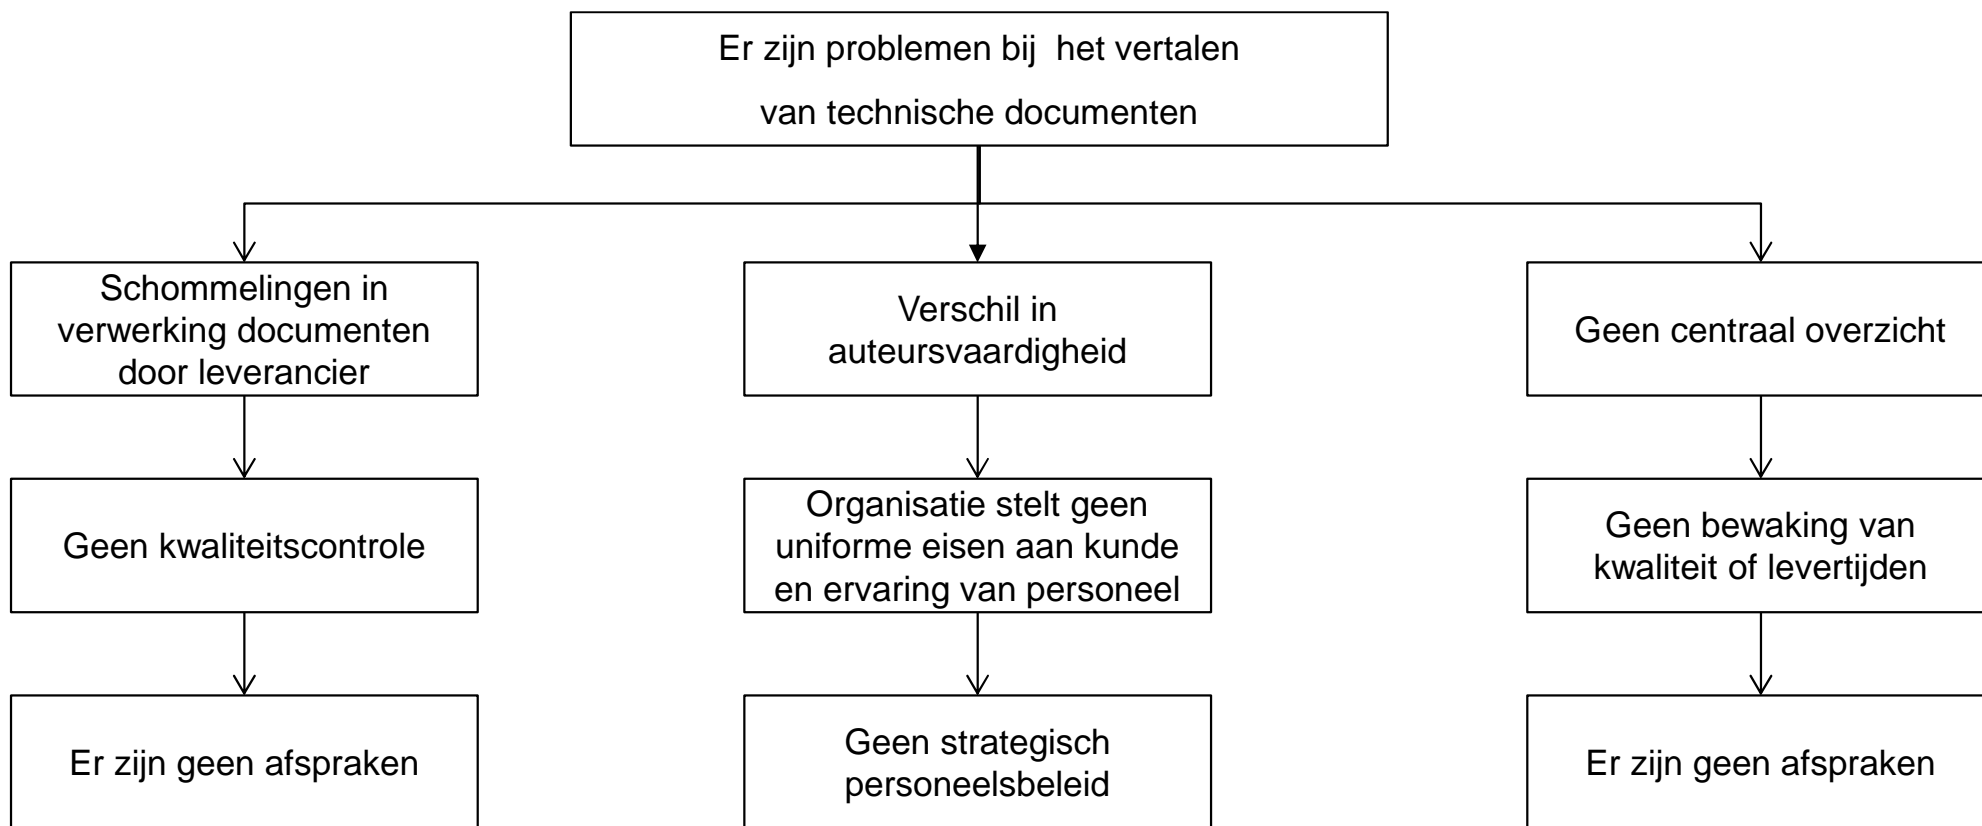 Er zijn problemen bij  het vertalen
van technische documenten
Schommelingen in
verwerking documenten
door leverancier
Verschil in
auteursvaardigheid
Geen centraal overzicht
Geen kwaliteitscontrole
Organisatie stelt geen
uniforme eisen aan kunde
en ervaring van personeel
Geen bewaking van
kwaliteit of levertijden
Er zijn geen afspraken
Geen strategisch
personeelsbeleid
Er zijn geen afspraken